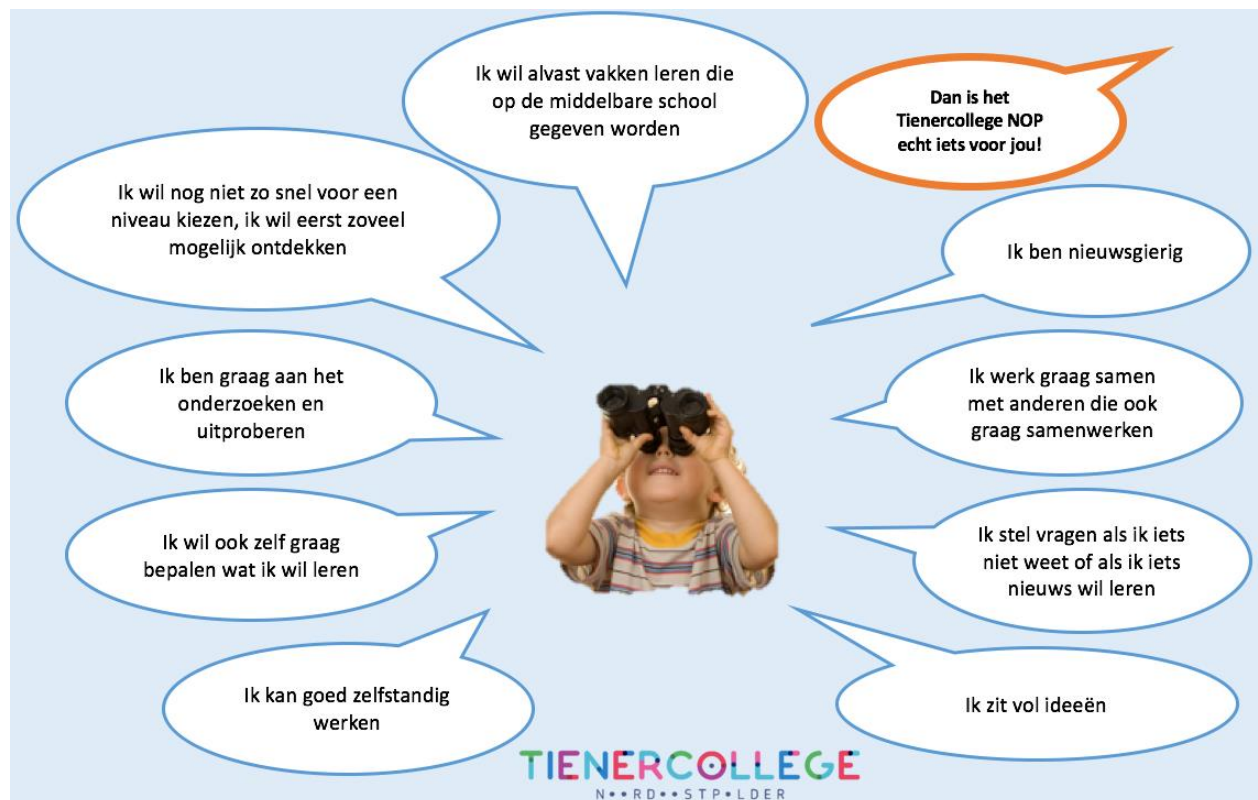 Ik wil alvast vakken leren die
op de middelbare school
gegeven worden
Dan is het
Tienercollege NOP
echt iets voor jou!
Ik wil nog niet zo snel voor een
niveau kiezen, ik wil eerst zoveel
mogelijk ontdekken
Ik ben nieuwsgierig
Ik ben graag aan het
onderzoeken en
uitproberen
Ik werk graag samen
met anderen die ook
graag samenwerken
Ik wil ook zelf graag
bepalen wat ik wil leren
Ik stel vragen als ik iets
niet weet of als ik iets
nieuws wil leren
Ik kan goed zelfstandig
werken
Ik zit vol ideeën
TIENERCOLLEGE
N••RD••STP•LDER